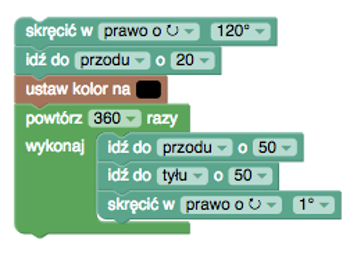 skręcić w prawo o ↻ 120°
idź do przodu o 20
ustaw kolor na
powtórz 360 razy
wykonaj idź do przodu o 50
idź do tyłu o 50
skręcić w prawo o ↻ 1°